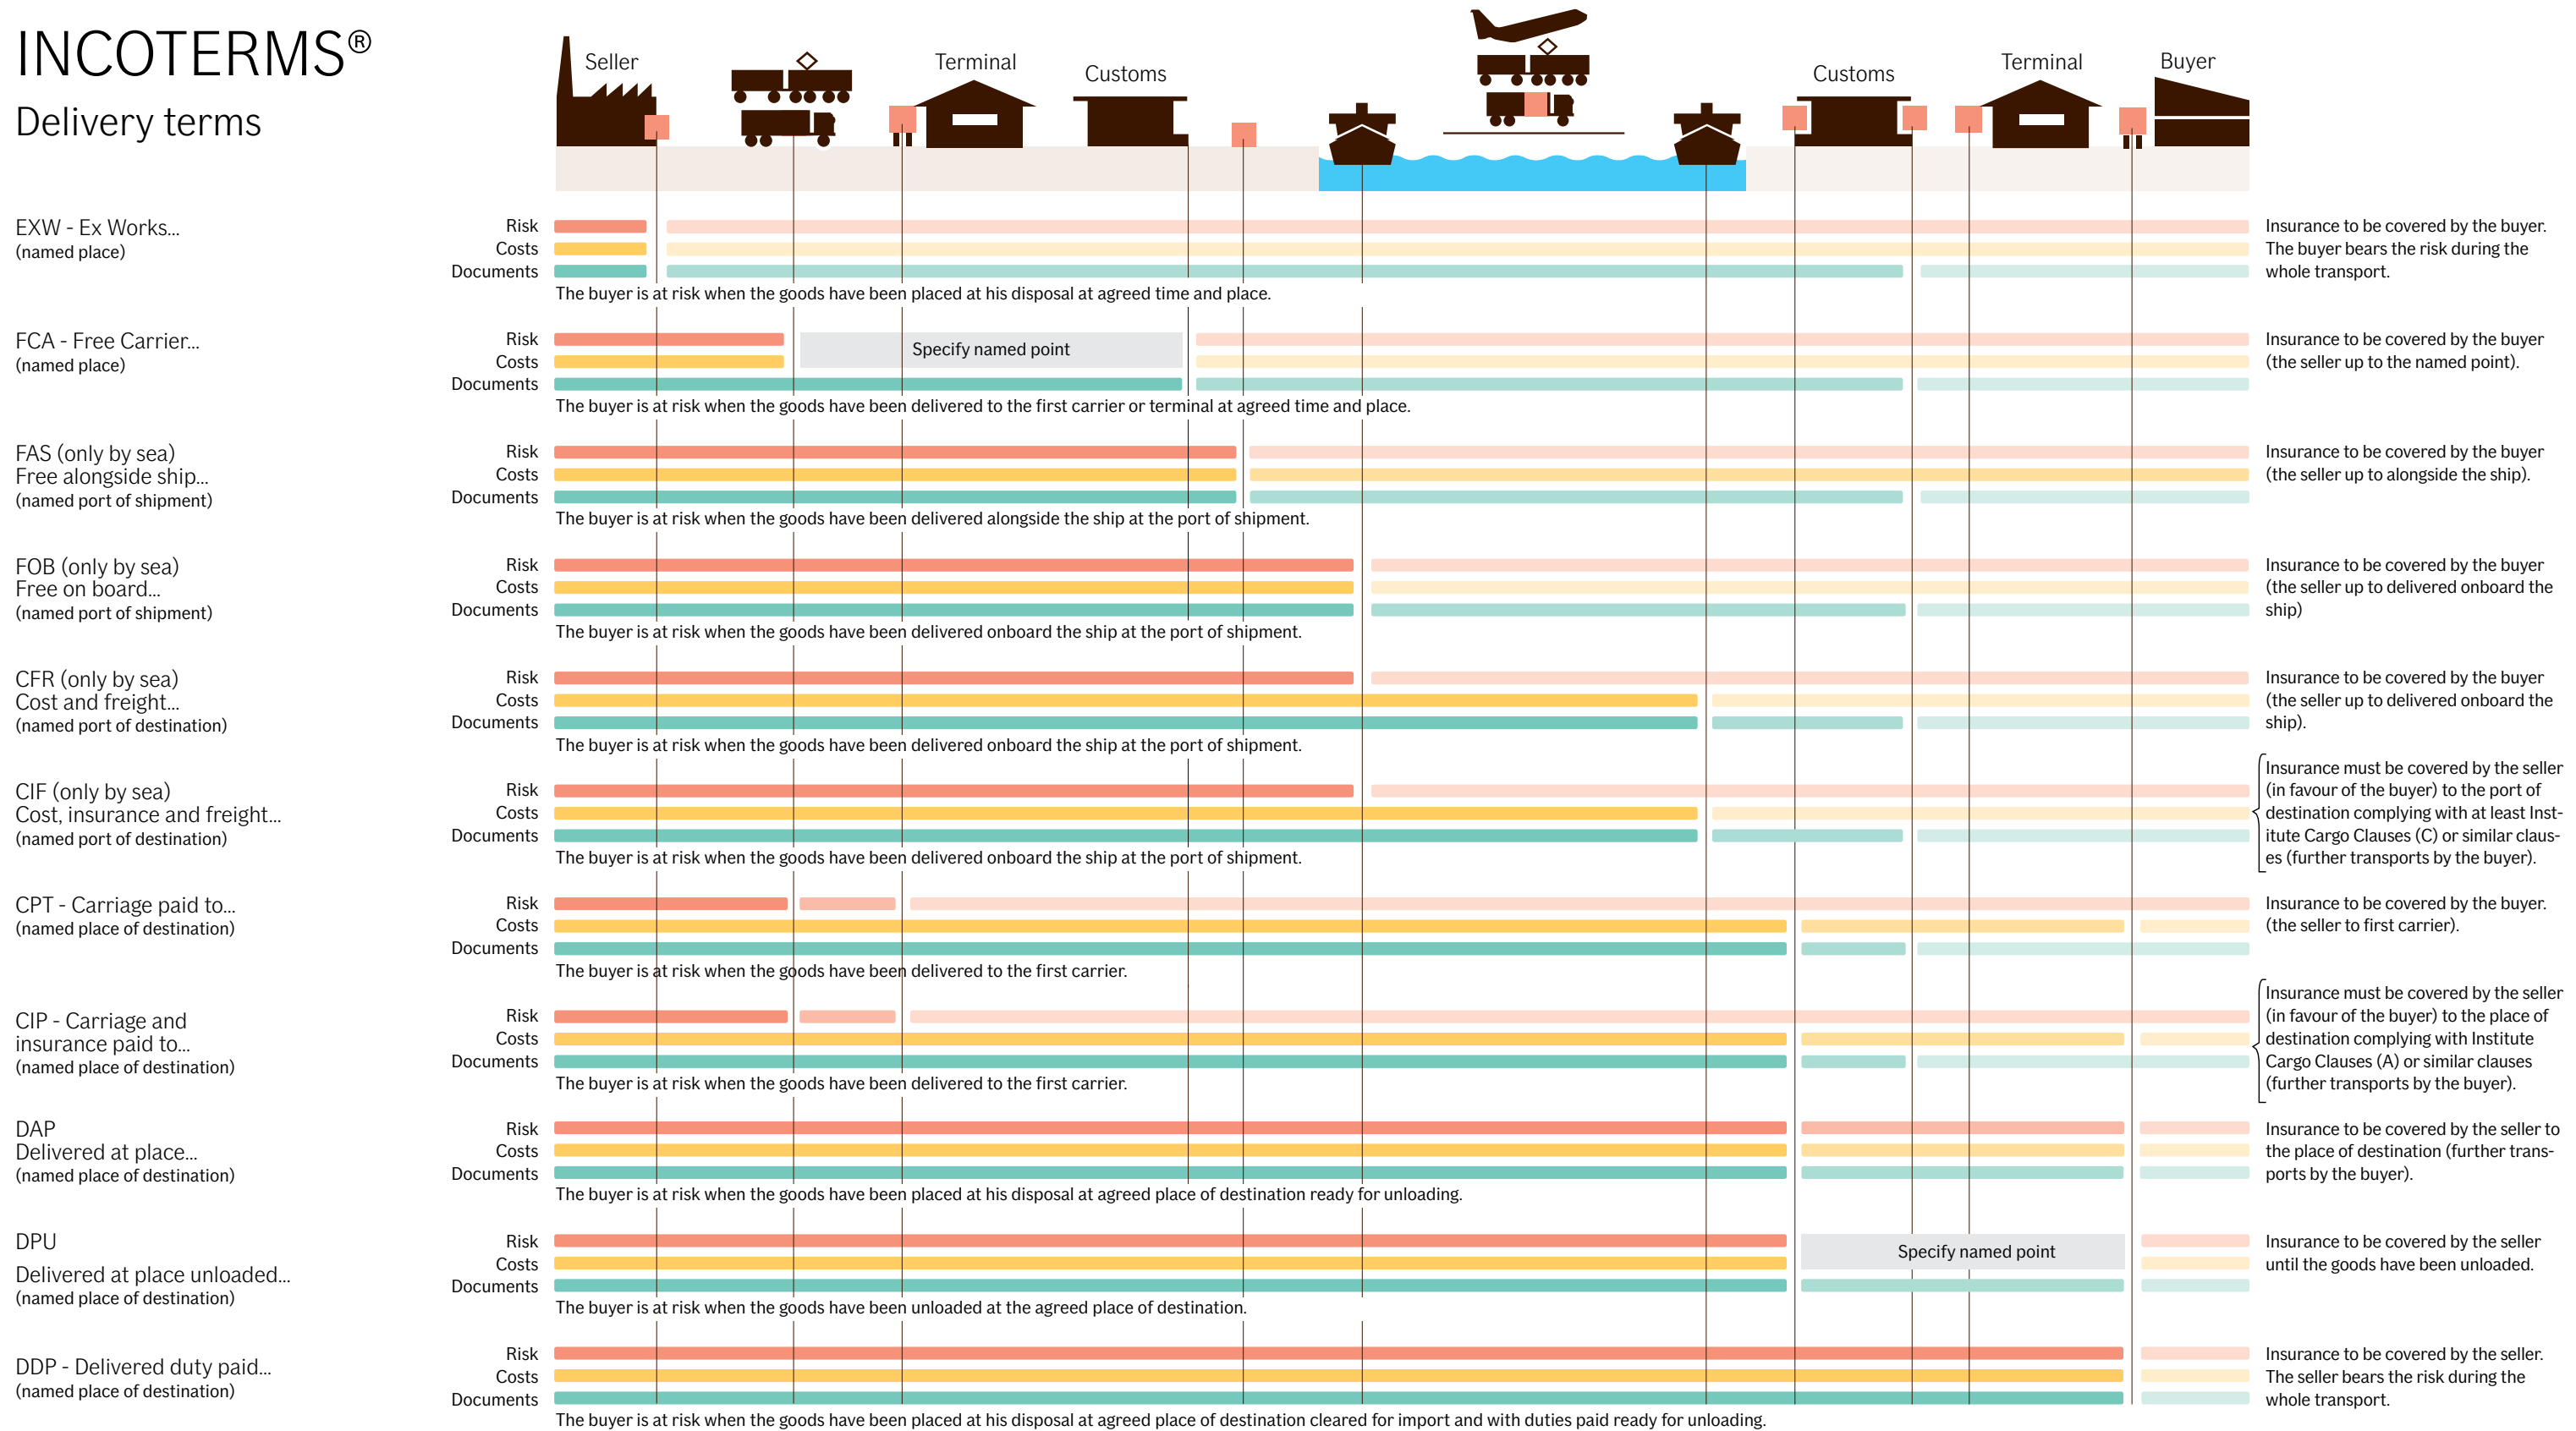 INCOTERMS®
Delivery terms
Seller
Terminal
Customs
Customs
Terminal
Buyer
EXW - Ex Works...
(named place)
Risk
Costs
Documents
The buyer is at risk when the goods have been placed at his disposal at agreed time and place.
Insurance to be covered by the buyer.
The buyer bears the risk during the
whole transport.
FCA - Free Carrier...
(named place)
Risk
Costs
Documents
Specify named point
The buyer is at risk when the goods have been delivered to the first carrier or terminal at agreed time and place.
Insurance to be covered by the buyer
(the seller up to the named point).
FAS (only by sea)
Free alongside ship...
(named port of shipment)
Risk
Costs
Documents
The buyer is at risk when the goods have been delivered alongside the ship at the port of shipment.
Insurance to be covered by the buyer
(the seller up to alongside the ship).
FOB (only by sea)
Free on board...
(named port of shipment)
Risk
Costs
Documents
The buyer is at risk when the goods have been delivered onboard the ship at the port of shipment.
Insurance to be covered by the buyer
(the seller up to delivered onboard the
ship)
CFR (only by sea)
Cost and freight...
(named port of destination)
Risk
Costs
Documents
The buyer is at risk when the goods have been delivered onboard the ship at the port of shipment.
Insurance to be covered by the buyer
(the seller up to delivered onboard the
ship).
CIF (only by sea)
Cost, insurance and freight...
(named port of destination)
Risk
Costs
Documents
The buyer is at risk when the goods have been delivered onboard the ship at the port of shipment.
Insurance must be covered by the seller
(in favour of the buyer) to the port of
destination complying with at least Inst-
itute Cargo Clauses (C) or similar claus-
es (further transports by the buyer).
CPT - Carriage paid to...
(named place of destination)
Risk
Costs
Documents
The buyer is at risk when the goods have been delivered to the first carrier.
Insurance to be covered by the buyer.
(the seller to first carrier).
CIP - Carriage and
insurance paid to...
(named place of destination)
Risk
Costs
Documents
The buyer is at risk when the goods have been delivered to the first carrier.
Insurance must be covered by the seller
(in favour of the buyer) to the place of
destination complying with Institute
Cargo Clauses (A) or similar clauses
(further transports by the buyer).
DAP
Delivered at place...
(named place of destination)
Risk
Costs
Documents
The buyer is at risk when the goods have been placed at his disposal at agreed place of destination ready for unloading.
Insurance to be covered by the seller to
the place of destination (further trans-
ports by the buyer).
DPU
Delivered at place unloaded...
(named place of destination)
Risk
Costs
Documents
Specify named point
The buyer is at risk when the goods have been unloaded at the agreed place of destination.
Insurance to be covered by the seller
until the goods have been unloaded.
DDP - Delivered duty paid...
(named place of destination)
Risk
Costs
Documents
The buyer is at risk when the goods have been placed at his disposal at agreed place of destination cleared for import and with duties paid ready for unloading.
Insurance to be covered by the seller.
The seller bears the risk during the
whole transport.